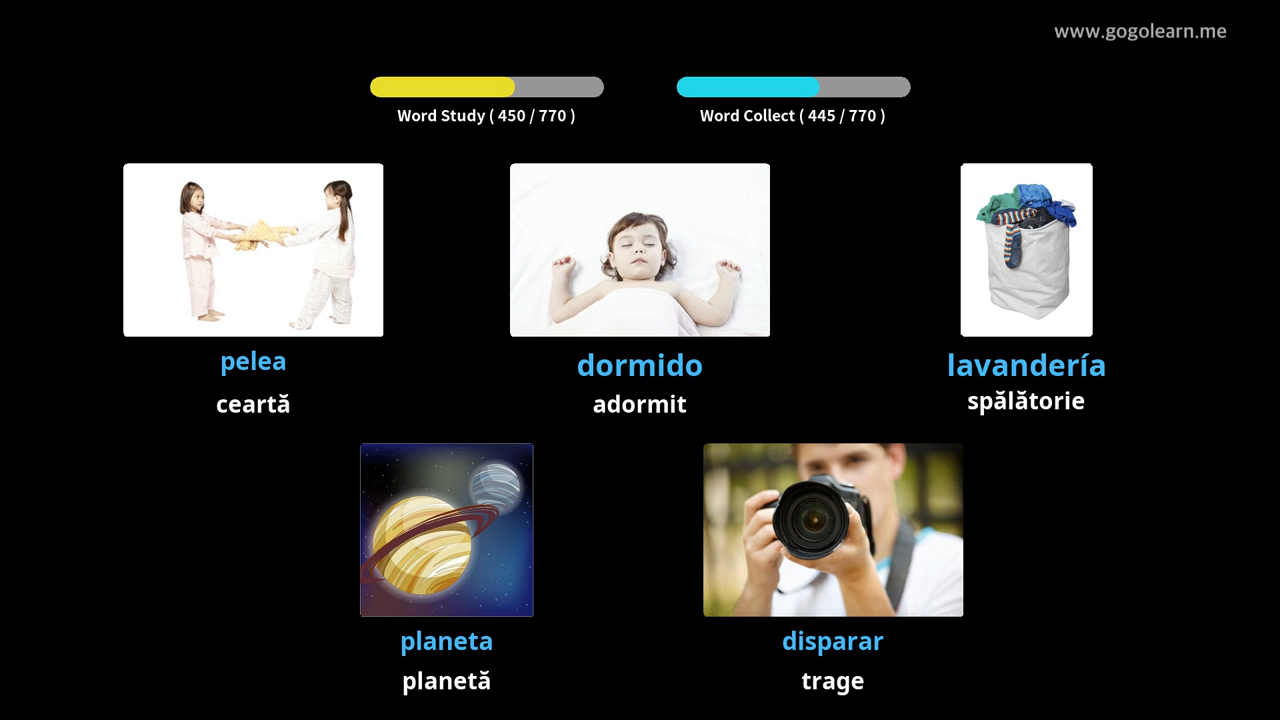 www.gogolearn.me
Word Study ( 450 / 770 )
Word Collect ( 445 / 770 )
pelea
ceartă
dormido
adormit
lavandería
spălătorie
planeta
planetă
disparar
trage